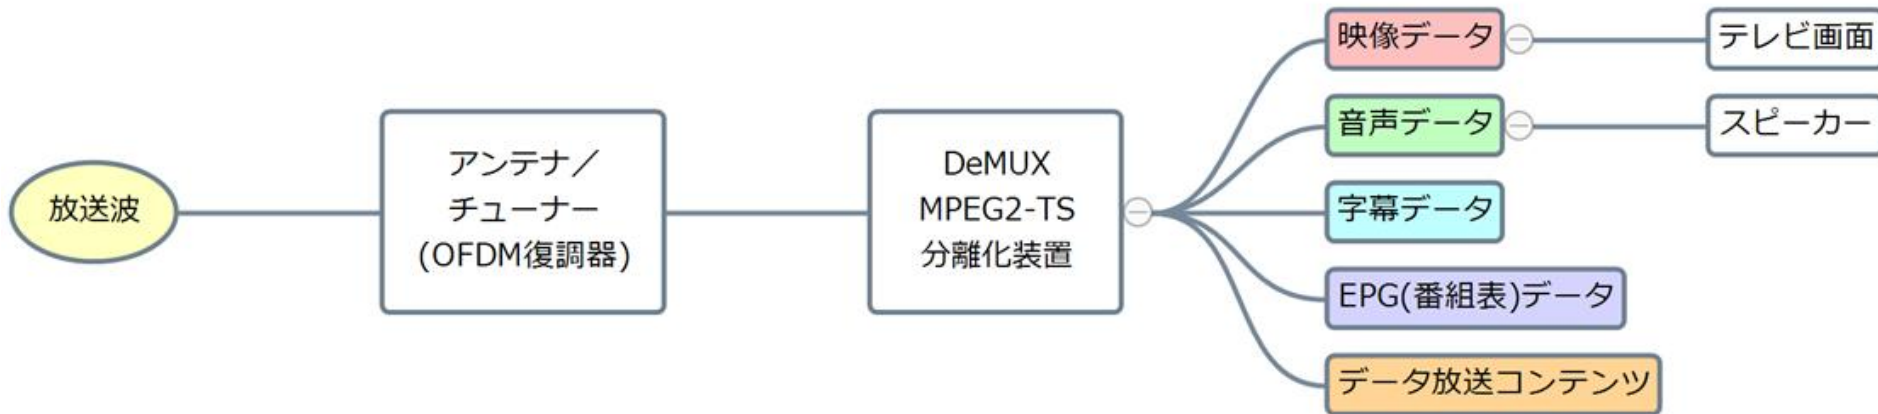 放送波
アンテナ／
チューナー
(OFDM復調器)
DeMUX
MPEG2-TS
分離化装置
映像データ
テレビ画面
音声データ
スピーカー
字幕データ
EPG(番組表)データ
データ放送コンテンツ